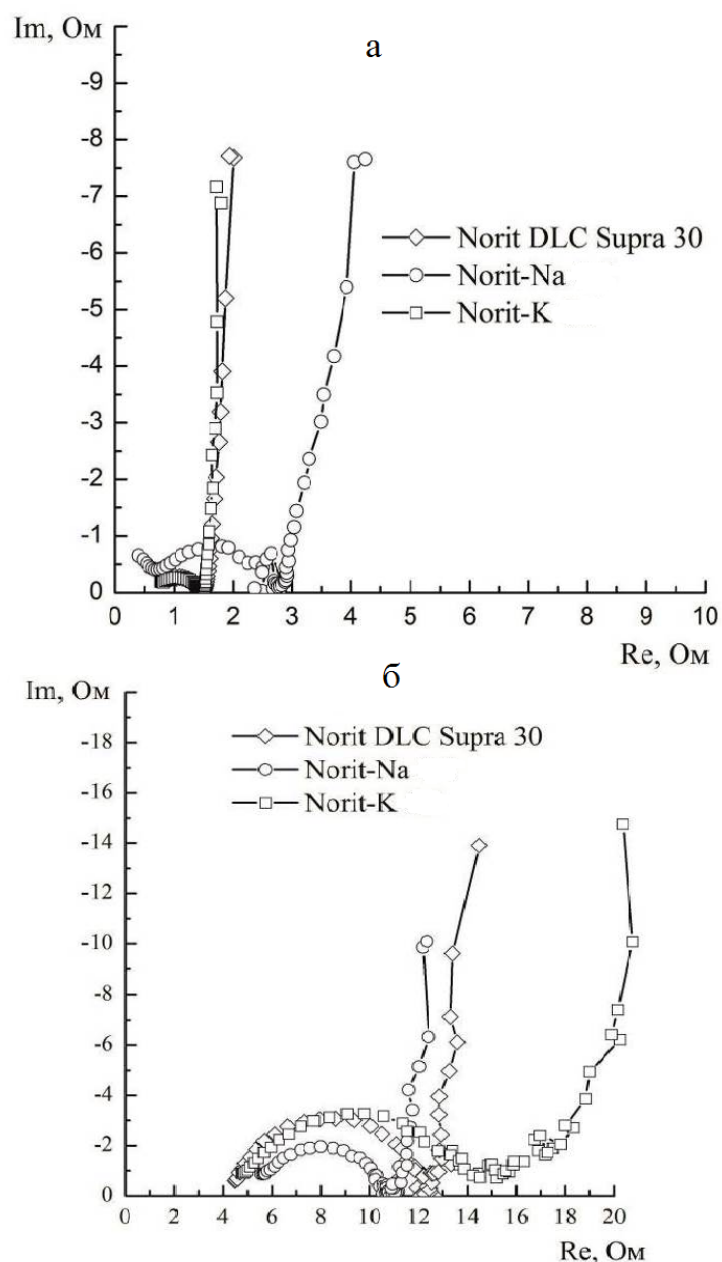 Im, Ом
а
-9
-8
-7
-6
-5
-4
-3
-2
-1
0
Norit DLC Supra 30
Norit-Na
Norit-K
0 1 2 3 4 5 6 7 8 9 10
Re, Ом
б
Im, Ом
-18
-16
-14
-12
-10
-8
-6
-4
-2
0
Norit DLC Supra 30
Norit-Na
Norit-K
0 2 4 6 8 10 12 14 16 18 20
Re, Ом